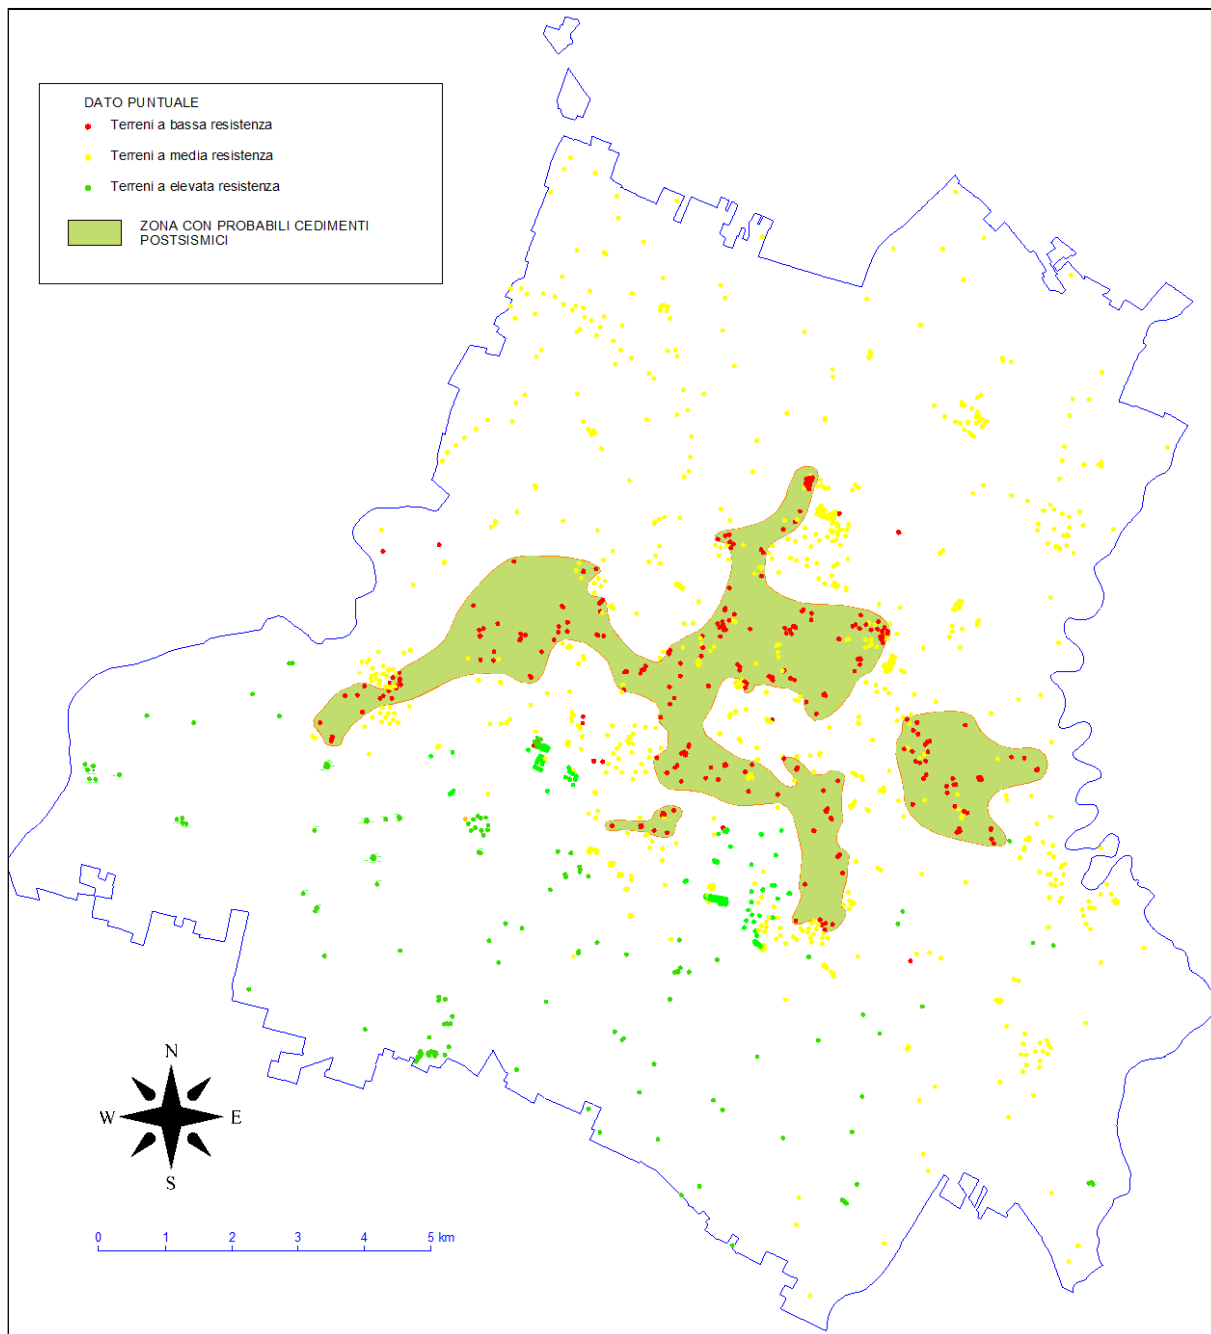 DATO PUNTUALE
Terreni a bassa resistenza
Terreni a media resistenza
Terreni a elevata resistenza
ZONA CON PROBABILI CEDIMENTI
POSTSISMICI
N
W E
S
0 1 2 3 4 5 km